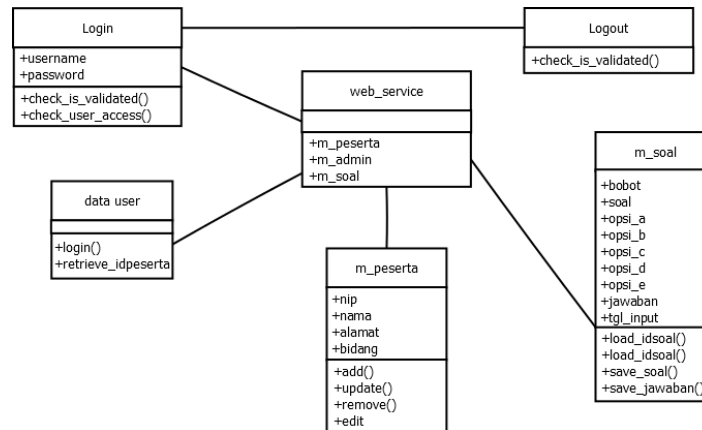 Login
+username
+password
+check_is_validated()
+check_user_access()
Logout
+check_is_validated()
web_service
+m_peserta
+m_admin
+m_soal
data user
+login()
+retrieve_idpeserta
m_peserta
+nip
+nama
+alamat
+bidang
+add()
+update()
+remove()
+edit
m_soal
+bobot
+soal
+opsi_a
+opsi_b
+opsi_c
+opsi_d
+opsi_e
+jawaban
+tgl_input
+load_idsoal()
+load_idsoal()
+save_soal()
+save_jawaban()